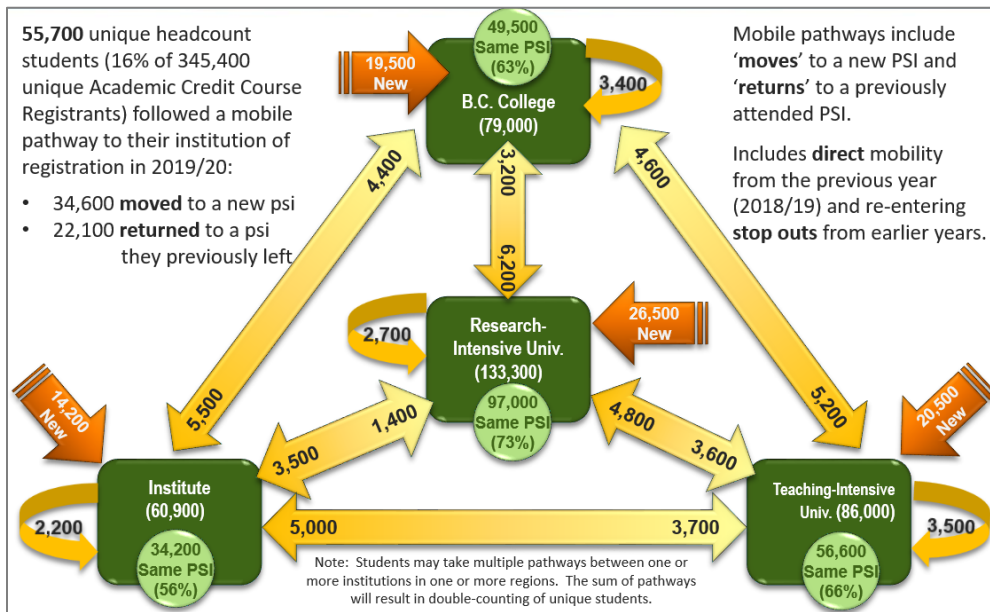 55,700 unique headcount
students (16% of 345,400
unique Academic Credit Course
Registrants) followed a mobile
pathway to their institution of
registration in 2019/20:
• 34,600 moved to a new psi
• 22,100 returned to a psi
they previously left
Mobile pathways include
‘moves’ to a new PSI and
‘returns’ to a previously
attended PSI.
Includes direct mobility
from the previous year
(2018/19) and re-entering
stop outs from earlier years.
19,500
New
49,500
Same PSI
(63%)
B.C. College
(79,000)
3,400
4,400
5,500
3,200
6,200
4,600
5,200
Research-
Intensive Univ.
(133,300)
97,000
Same PSI
(73%)
2,700
26,500
New
1,400
3,500
4,800
3,600
14,200
New
Institute
(60,900)
34,200
Same PSI
(56%)
2,200
5,000
3,700
20,500
New
Teaching-Intensive
Univ. (86,000)
56,600
Same PSI
(66%)
3,500
Note: Students may take multiple pathways between one or
more institutions in one or more regions. The sum of pathways
will result in double-counting of unique students.